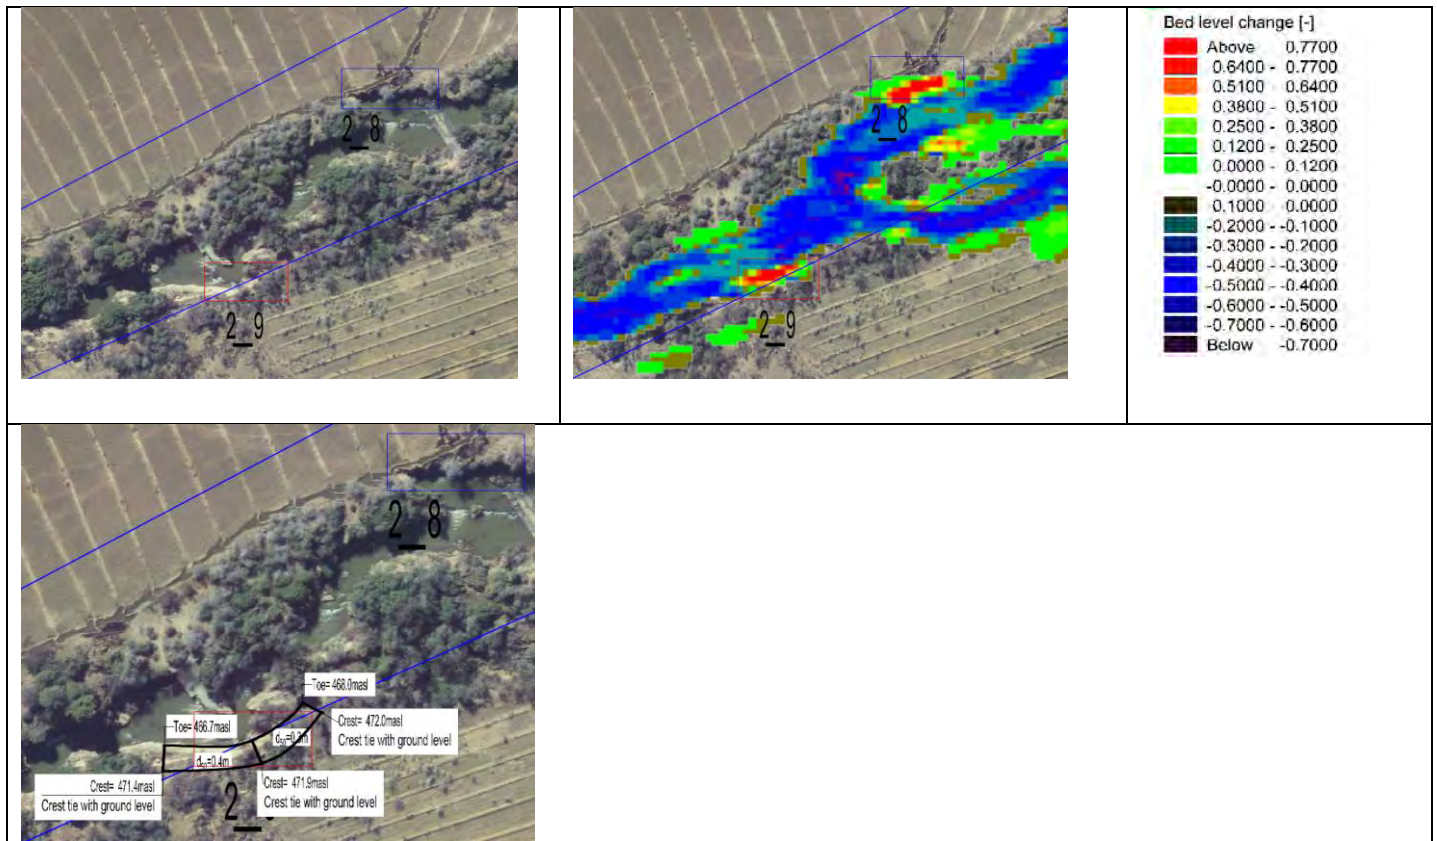 2_8
2_9
2_8
2_9
Bed level change [-]
Above 0.7700
0.6400 - 0.7700
0.5100 - 0.6400
0.3800 - 0.5100
0.2500 - 0.3800
0.1200 - 0.2500
0.0000 - 0.1200
-0.0000 - 0.0000
0.1000 - 0.0000
-0.2000 - -0.1000
-0.3000 - -0.2000
-0.4000 - -0.3000
-0.5000 - -0.4000
-0.6000 - -0.5000
-0.7000 - -0.6000
Below -0.7000
2_8
Toe= 468.0masl
Toe= 466.7masl
Crest= 472.0masl
Crest tie with ground level
d50=0.4m
Crest= 471.4masl
Crest tie with ground level
Crest= 471.9masl
Crest tie with ground level
2_